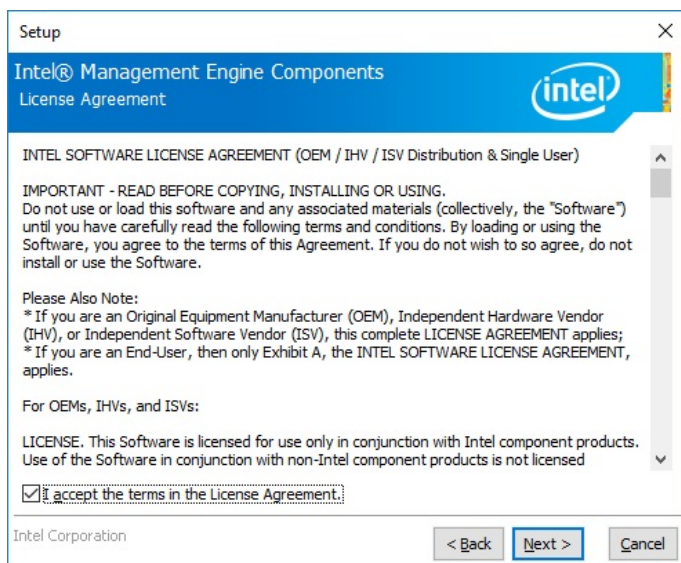 Setup
Intel® Management Engine Components
License Agreement
intel
INTEL SOFTWARE LICENSE AGREEMENT (OEM / IHV / ISV Distribution & Single User)
IMPORTANT - READ BEFORE COPYING, INSTALLING OR USING.
Do not use or load this software and any associated materials (collectively, the "Software")
until you have carefully read the following terms and conditions. By loading or using the
Software, you agree to the terms of this Agreement. If you do not wish to so agree, do not
install or use the Software.
Please Also Note:
* If you are an Original Equipment Manufacturer (OEM), Independent Hardware Vendor
(IHV), or Independent Software Vendor (ISV), this complete LICENSE AGREEMENT applies;
* If you are an End-User, then only Exhibit A, the INTEL SOFTWARE LICENSE AGREEMENT,
applies.
For OEMs, IHVs, and ISVs:
LICENSE. This Software is licensed for use only in conjunction with Intel component products.
Use of the Software in conjunction with non-Intel component products is not licensed
I accept the terms in the License Agreement.
Intel Corporation
< Back
Next >
Cancel